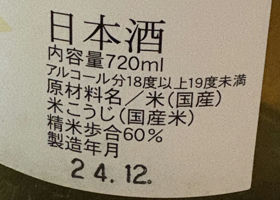 日本酒
内容量720ml
アルコール分18度以上19度未満
原材料名／米(国産)
米こうじ(国産米)
精米歩合60%
製造年月
24.12.